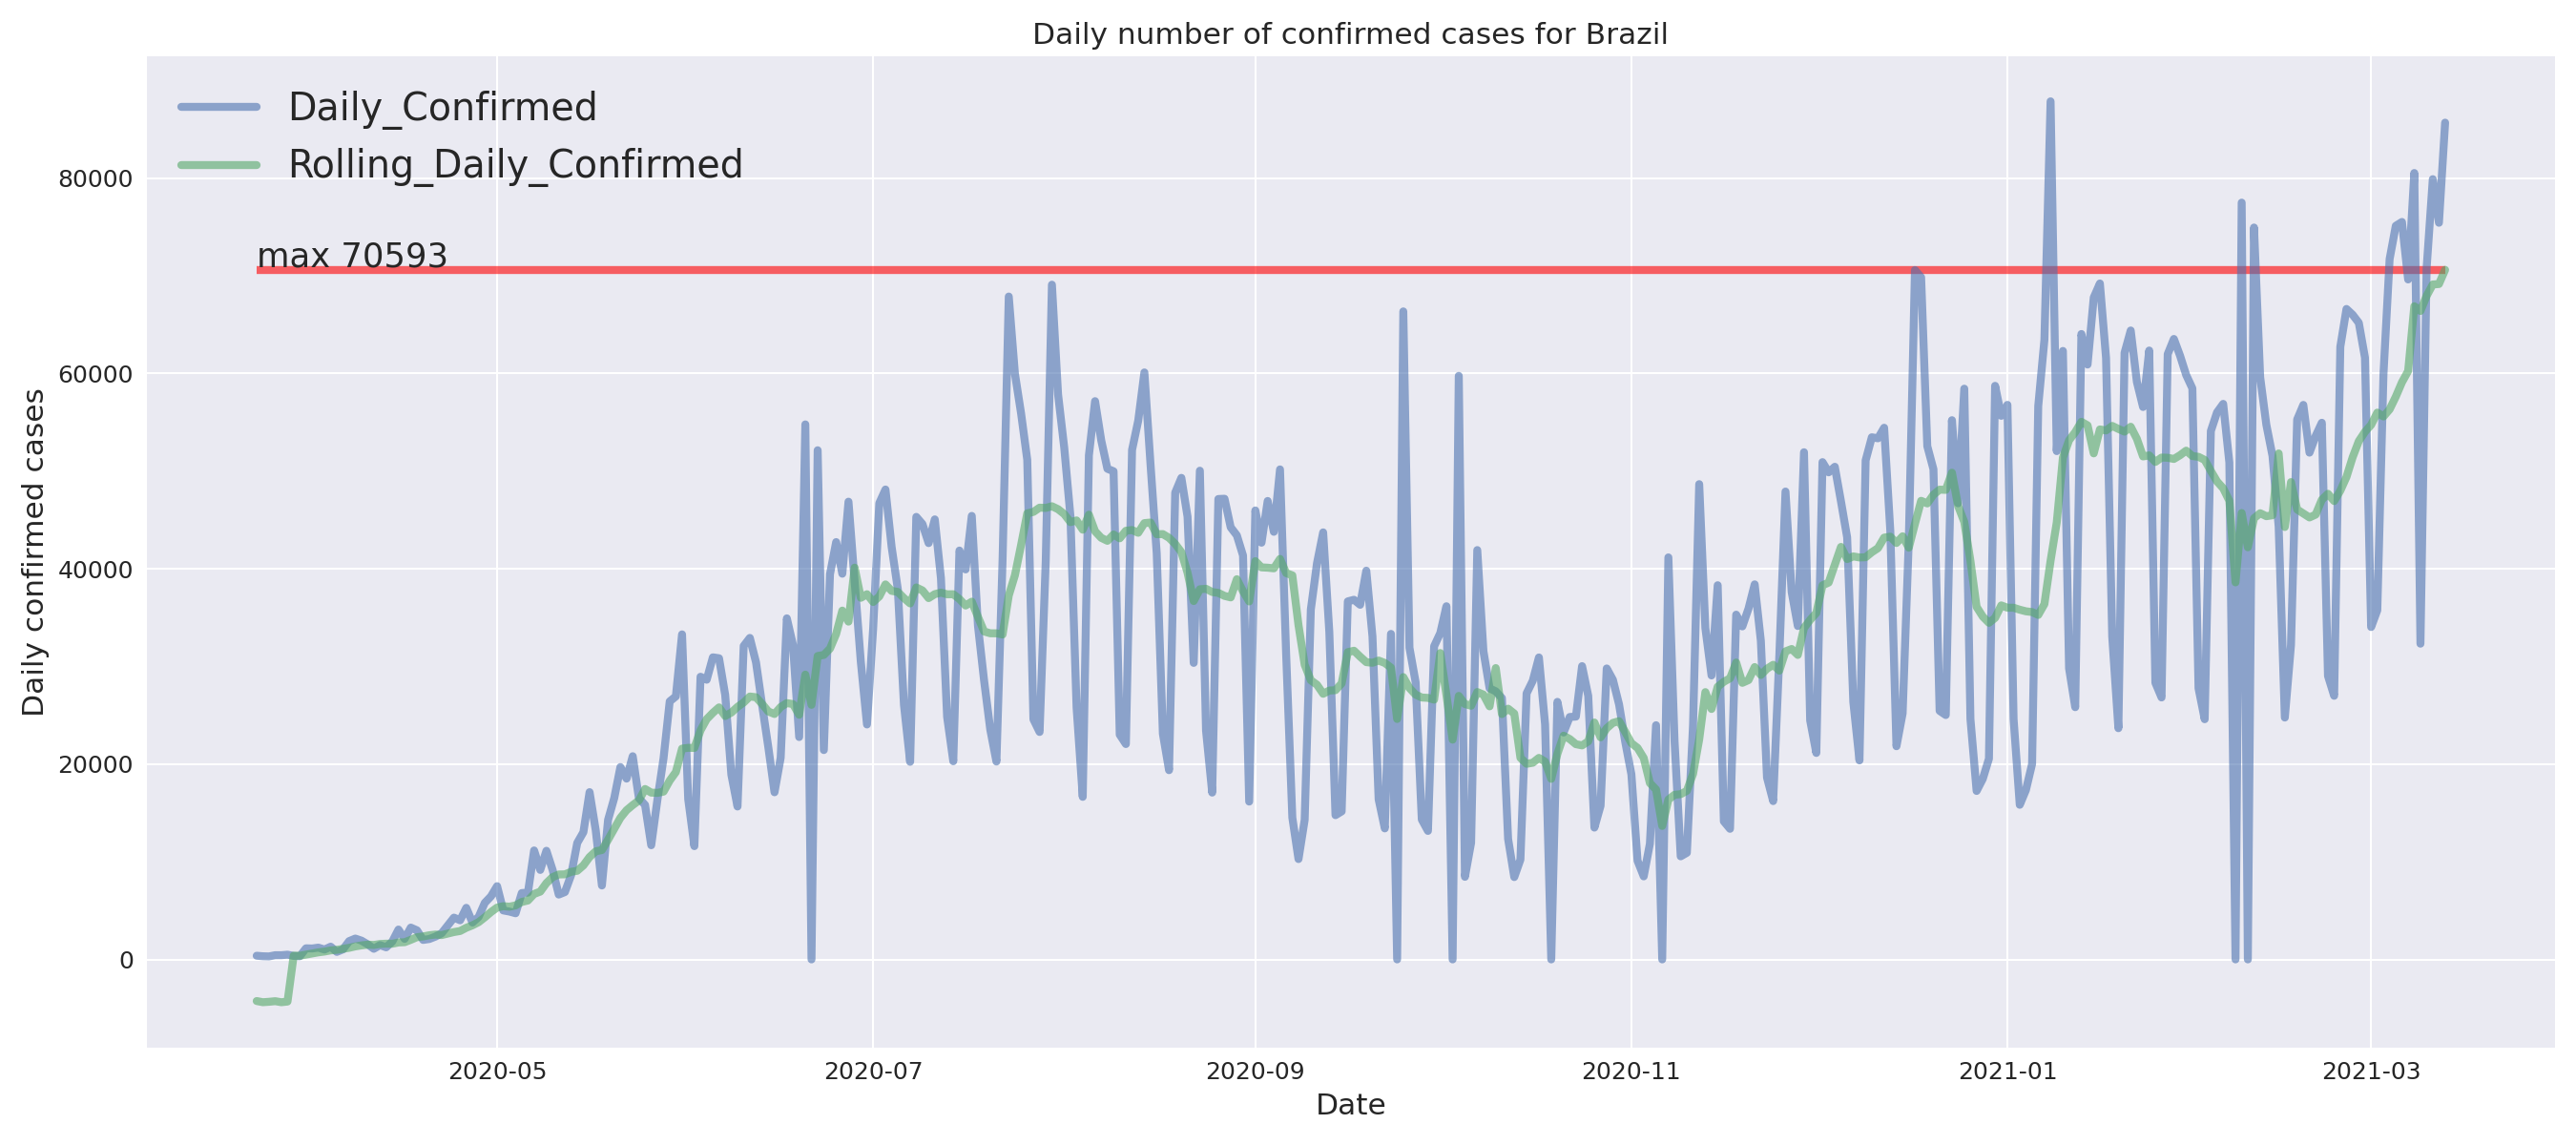 Daily number of confirmed cases for Brazil
Daily_Confirmed
Rolling_Daily_Confirmed
max 70593
80000
60000
40000
20000
0
Daily confirmed cases
2020-05 2020-07 2020-09 2020-11 2021-01 2021-03
Date